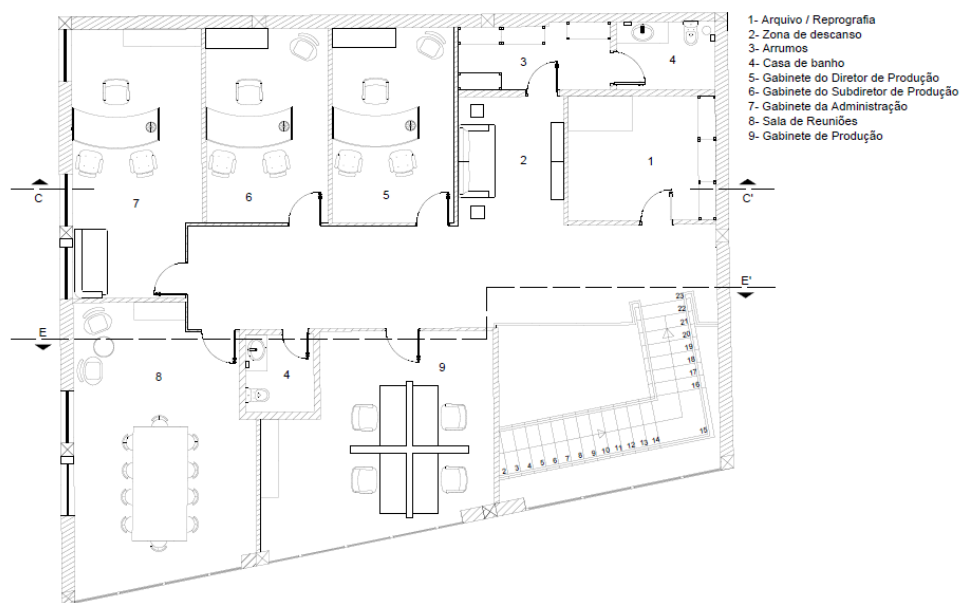 1- Arquivo / Reprografia
2- Zona de descanso
3- Arrumos
4- Casa de banho
5- Gabinete do Diretor de Produção
6- Gabinete do Subdiretor de Produção
7- Gabinete da Administração
8- Sala de Reuniões
9- Gabinete de Produção
3
4
2
1
C
7
6
5
C'
E'
E
8
4
9
23
22
21
20
19
18
17
16
15
2 3 4 5 6 7 8 9 10 11 12 13 14